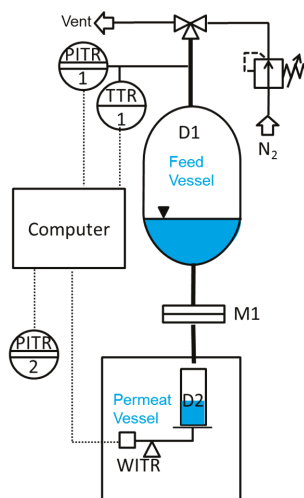 Vent
PITR
1
TTR
1
N2
D1
Feed
Vessel
Computer
M1
PITR
2
Permeat
Vessel
D2
WITR